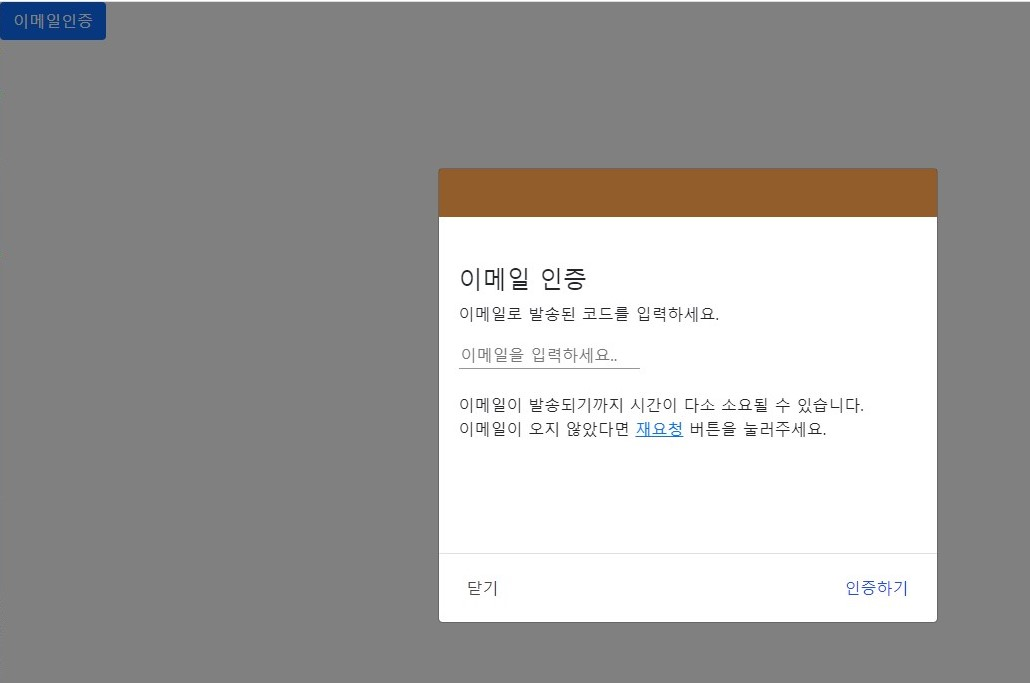 이메일인증
이메일 인증
이메일로 발송된 코드를 입력하세요.
이메일을 입력하세요..
이메일이 발송되기까지 시간이 다소 소요될 수 있습니다.
이메일이 오지 않았다면 재요청 버튼을 눌러주세요.
닫기
인증하기